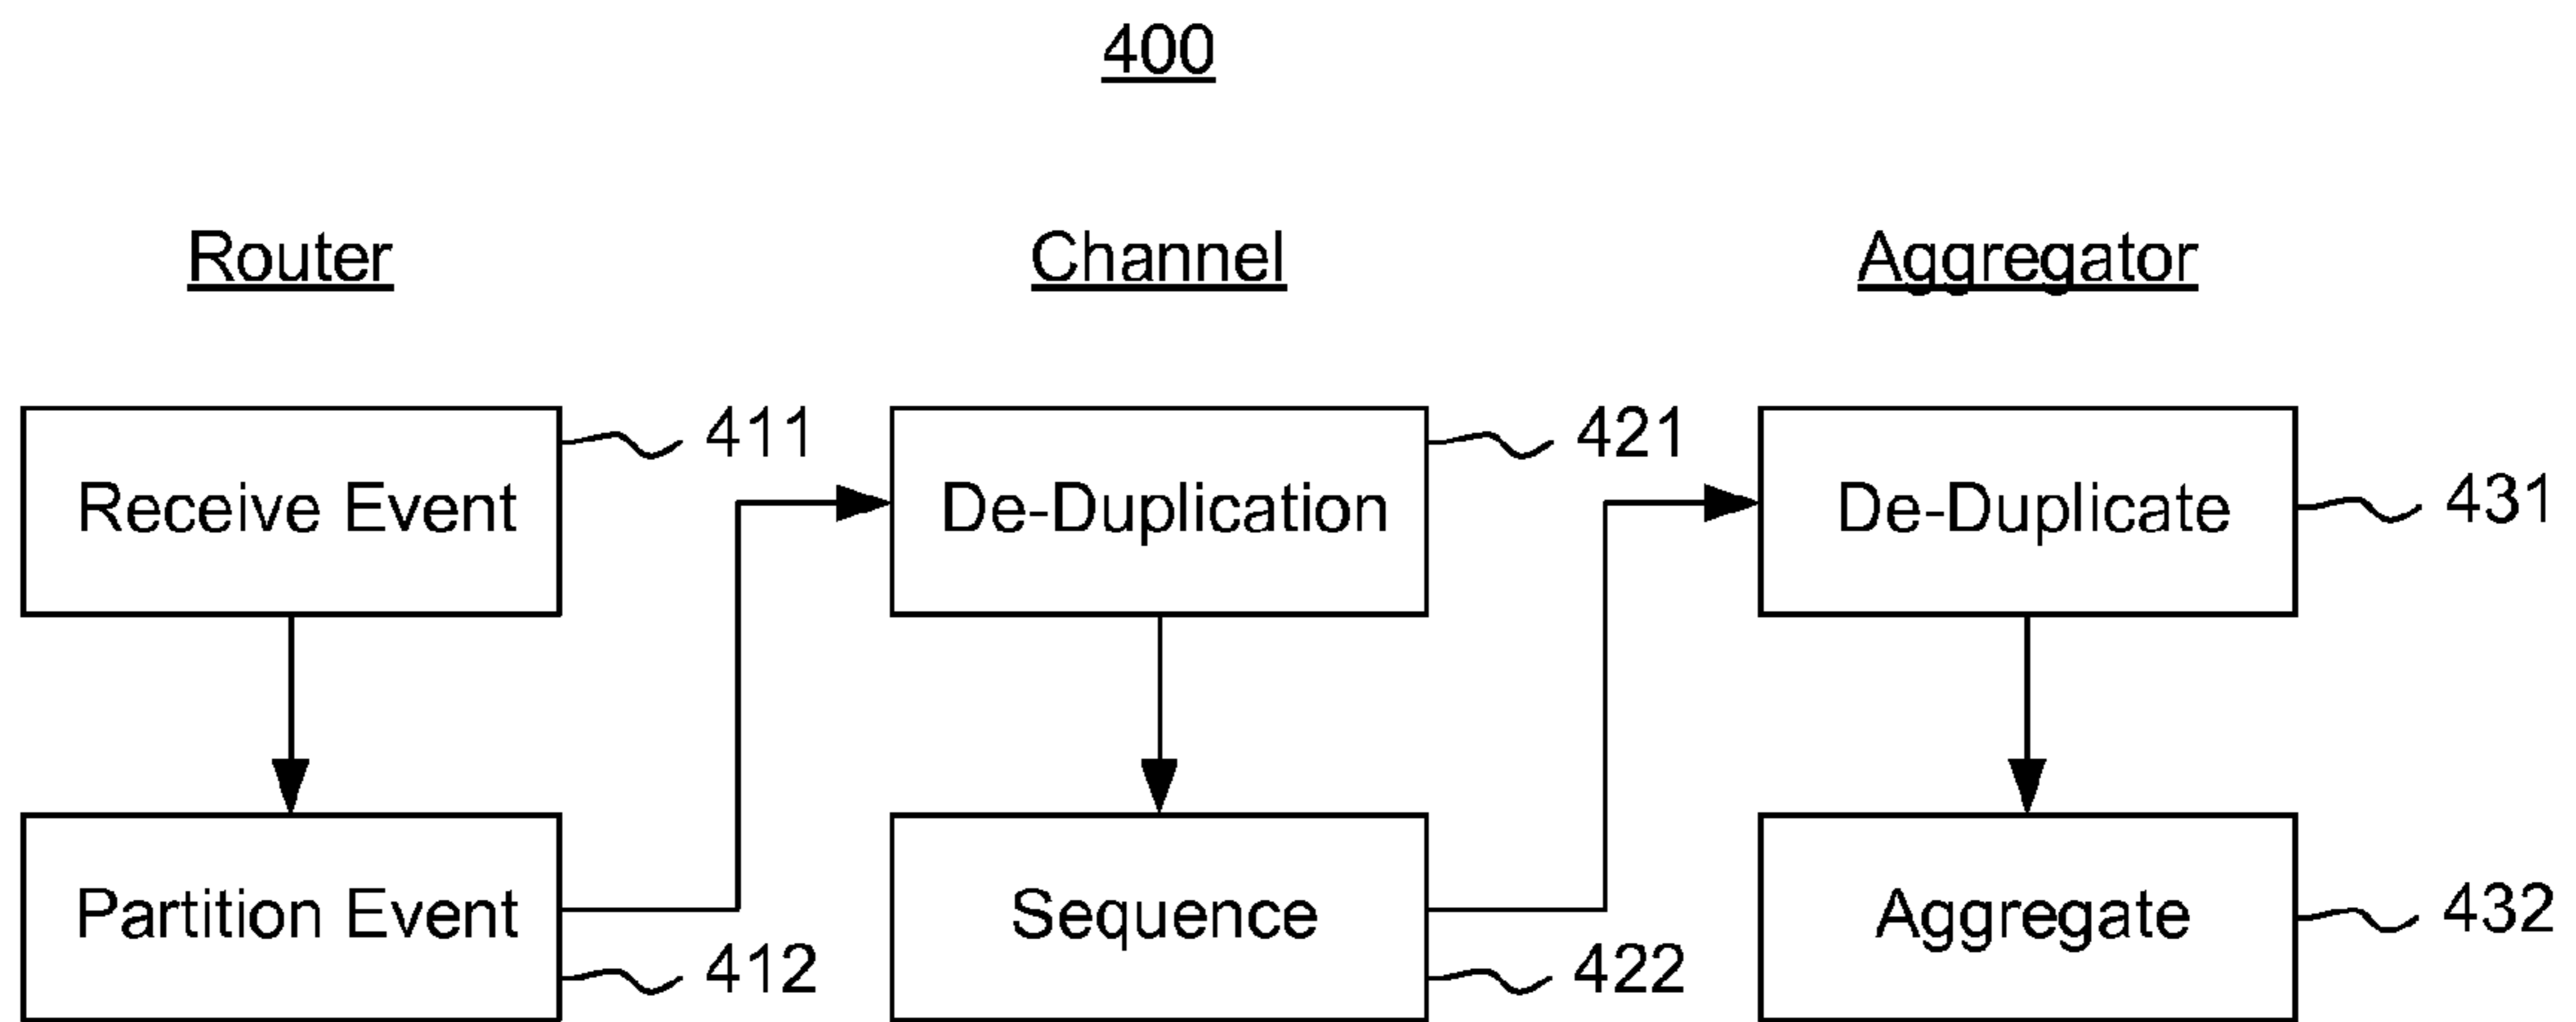 400
Router
Channel
Aggregator
Receive Event
411
De-Duplication
421
De-Duplicate
431
Partition Event
412
Sequence
422
Aggregate
432